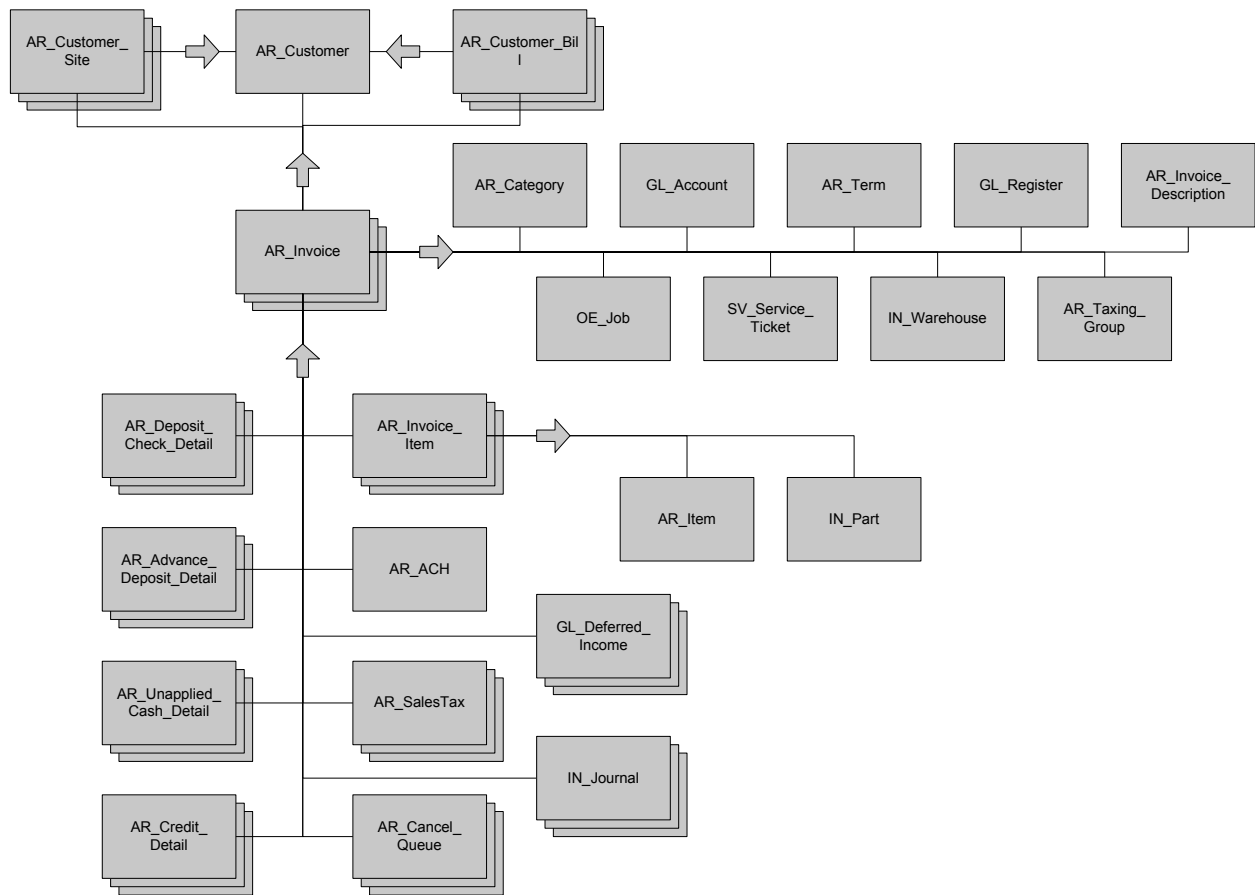 AR_Customer_
Site
AR_Customer
AR_Customer_Bil
l
AR_Category
GL_Account
AR_Term
GL_Register
AR_Invoice_
Description
AR_Invoice
OE_Job
SV_Service_
Ticket
IN_Warehouse
AR_Taxing_
Group
AR_Deposit_
Check_Detail
AR_Invoice_
Item
AR_Item
IN_Part
AR_Advance_
Deposit_Detail
AR_ACH
GL_Deferred_
Income
AR_Unapplied_
Cash_Detail
AR_SalesTax
IN_Journal
AR_Credit_
Detail
AR_Cancel_
Queue